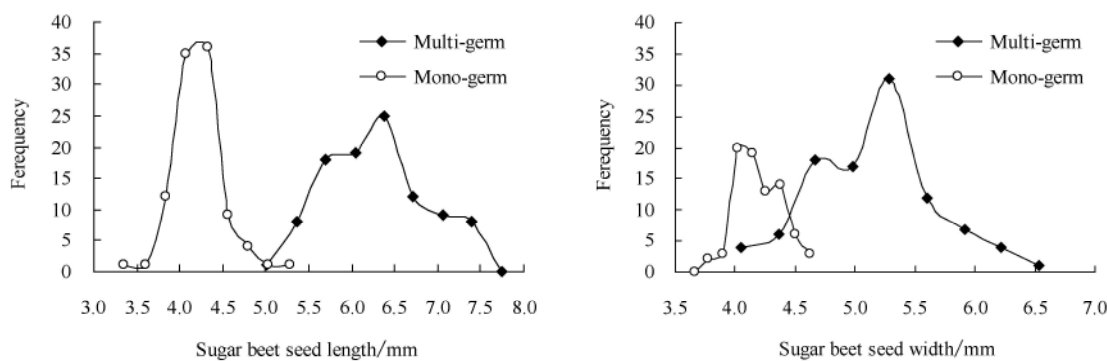 40
35
30
25
20
15
10
5
0
Ferequency
Multi-germ
Mono-germ
3.0 3.5 4.0 4.5 5.0 5.5 6.0 6.5 7.0 7.5 8.0
Sugar beet seed length/mm
40
35
30
25
20
15
10
5
0
Ferequency
Multi-germ
Mono-germ
3.5 4.0 4.5 5.0 5.5 6.0 6.5 7.0
Sugar beet seed width/mm